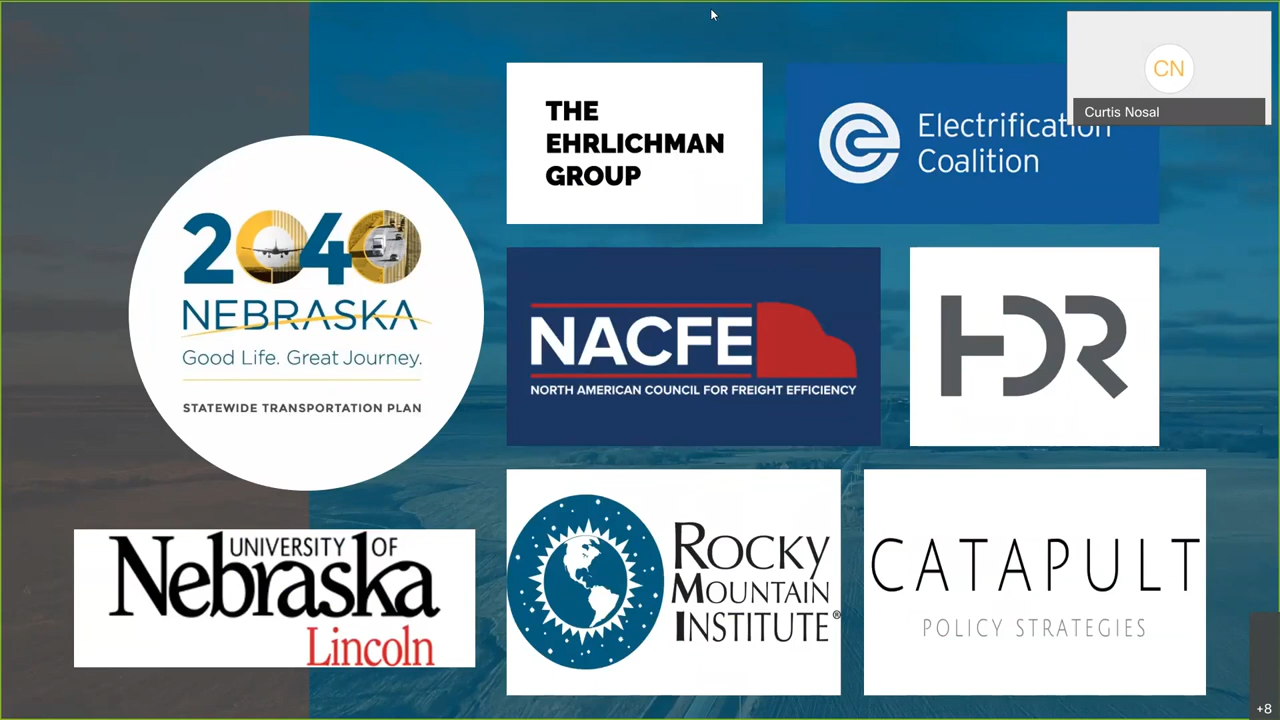 CN
Curtis Nosal
THE
EHRLICHMAN
GROUP
Electrification
Coalition
2040
NEBRASKA
Good Life. Great Journey.
STATEWIDE TRANSPORTATION PLAN
NACFE
NORTH AMERICAN COUNCIL FOR FREIGHT EFFICIENCY
HDR
UNIVERSITY OF
Nebraska
Lincoln
ROCKY
MOUNTAIN
INSTITUTE®
CATAPULT
POLICY STRATEGIES
+8